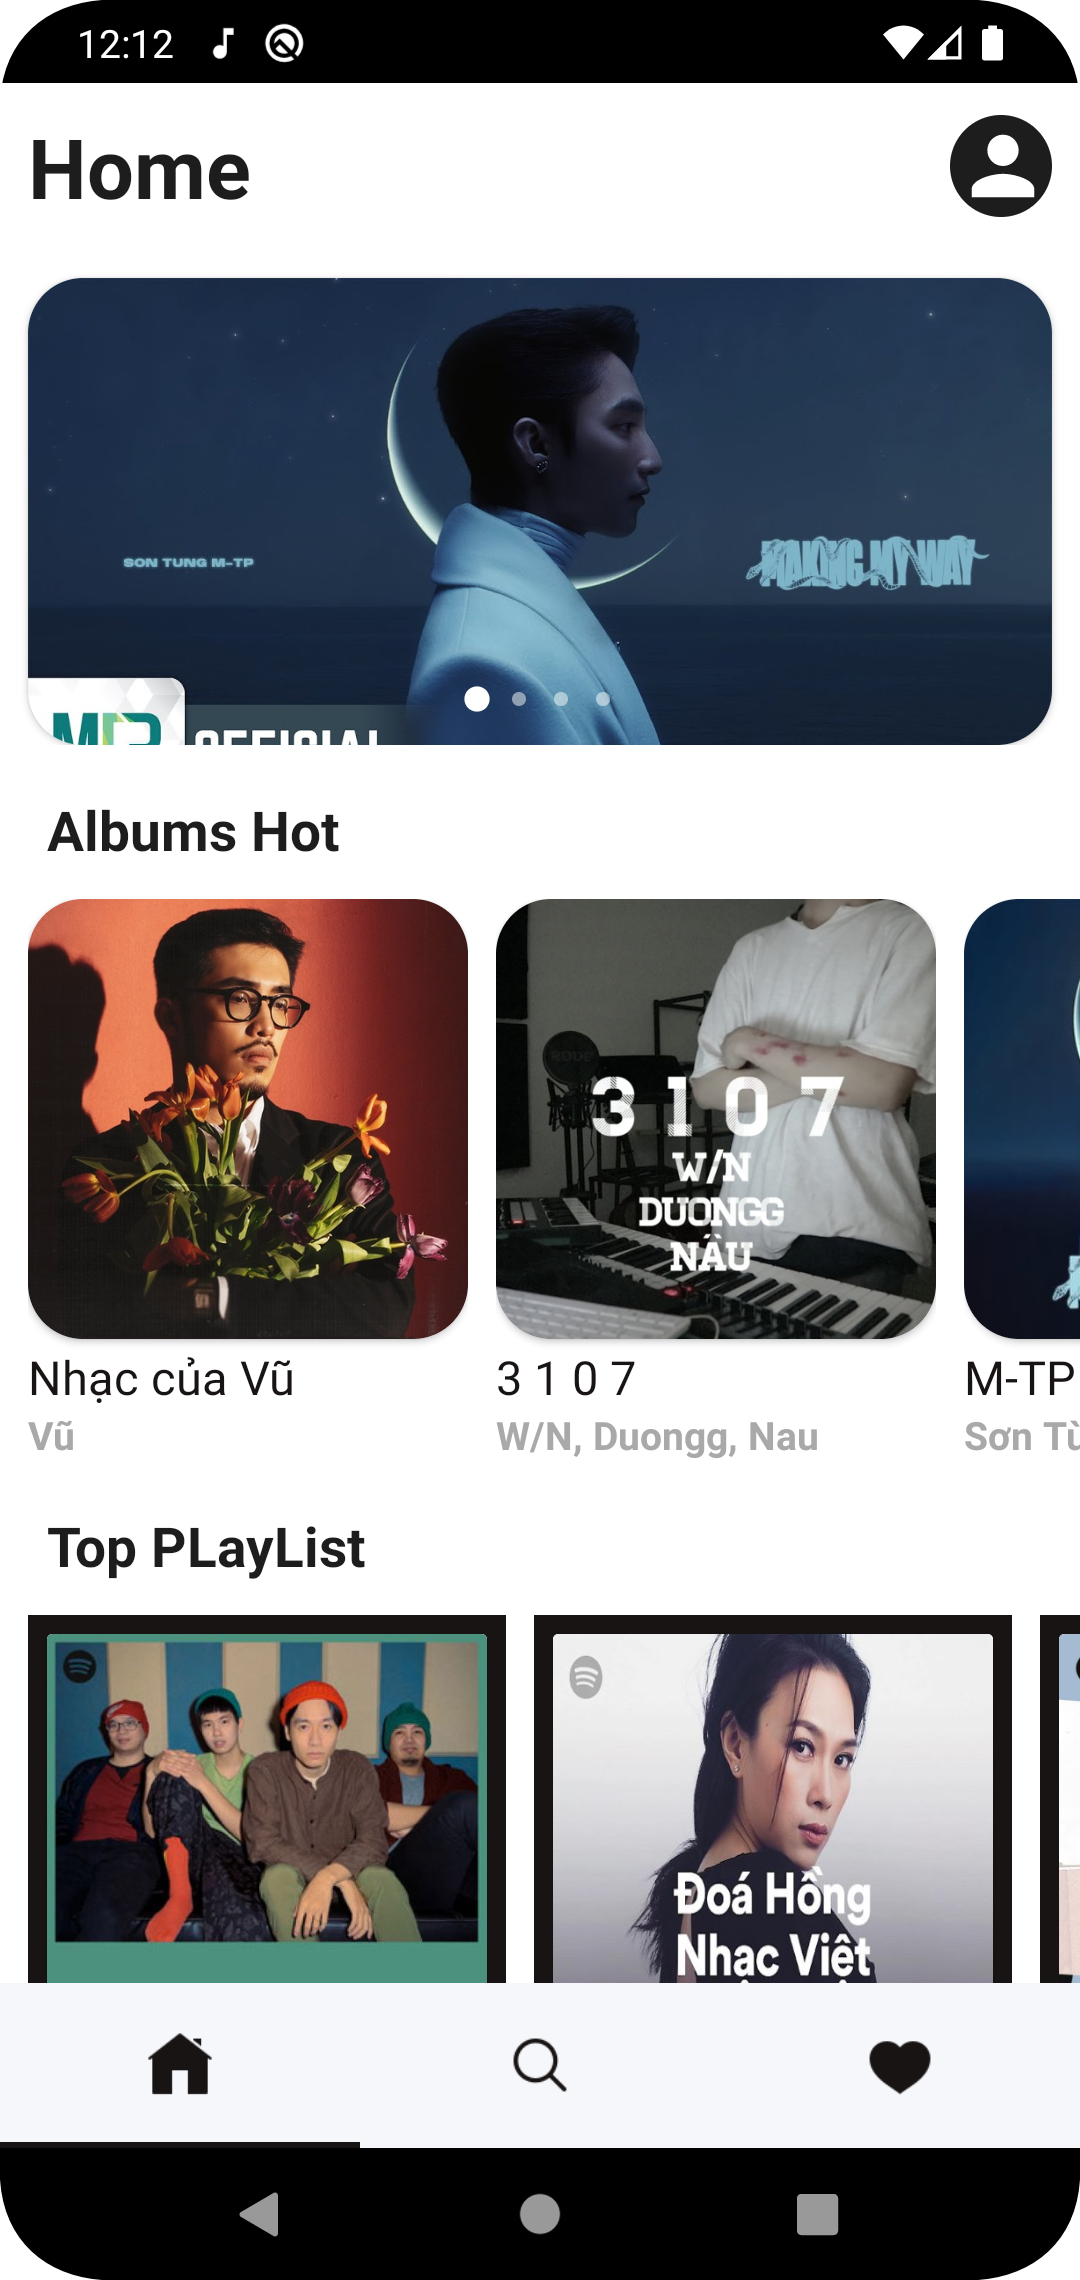 12:12
Home
SON TUNG M-TP
MAKING MY WAY
OFFICIAL
Albums Hot
RODE
3 1 0 7
W/N
DUONGG
NÂU
Nhạc của Vũ
3 1 0 7
M-TP
Vũ
W/N, Duongg, Nau
Sơn Tù
Top PLayList
Đoá Hồng
Nhạc Việt